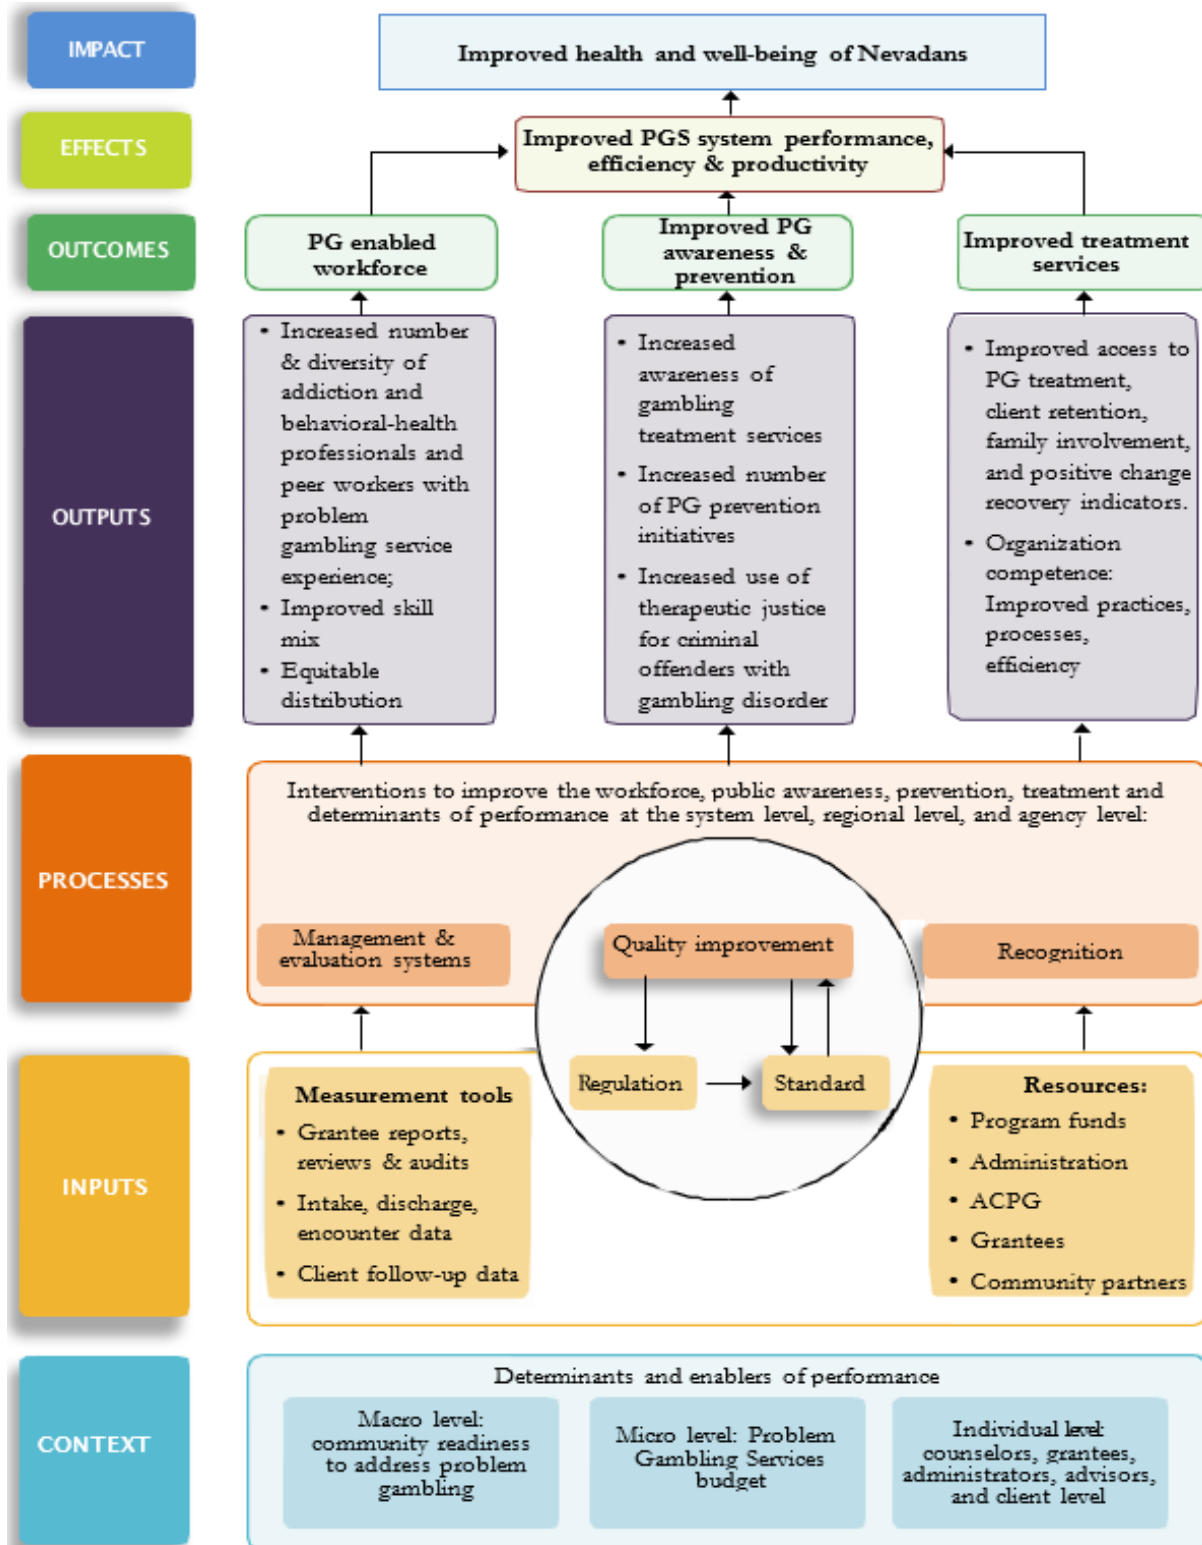 IMPACT
Improved health and well-being of Nevadans
EFFECTS
Improved PGS system performance,
efficiency & productivity
OUTCOMES
PG enabled
workforce
Improved PG
awareness &
prevention
Improved treatment
services
OUTPUTS
• Increased number
& diversity of
addiction and
behavioral-health
professionals and
peer workers with
problem
gambling service
experience;
• Improved skill
mix
• Equitable
distribution
• Increased
awareness of
gambling
treatment services
• Increased number
of PG prevention
initiatives
• Increased use of
therapeutic justice
for criminal
offenders with
gambling disorder
• Improved access to
PG treatment,
client retention,
family involvement,
and positive change
recovery indicators.
• Organization
competence:
Improved practices,
processes,
efficiency
PROCESSES
Interventions to improve the workforce, public awareness, prevention, treatment and
determinants of performance at the system level, regional level, and agency level:
Management &
evaluation systems
Quality improvement
Recognition
INPUTS
Measurement tools
• Grantee reports,
reviews & audits
• Intake, discharge,
encounter data
• Client follow-up data
Regulation
Standard
Resources:
• Program funds
• Administration
• ACPG
• Grantees
• Community partners
CONTEXT
Determinants and enablers of performance
Macro level:
community readiness
to address problem
gambling
Micro level: Problem
Gambling Services
budget
Individual level:
counselors, grantees,
administrators, advisors,
and client level